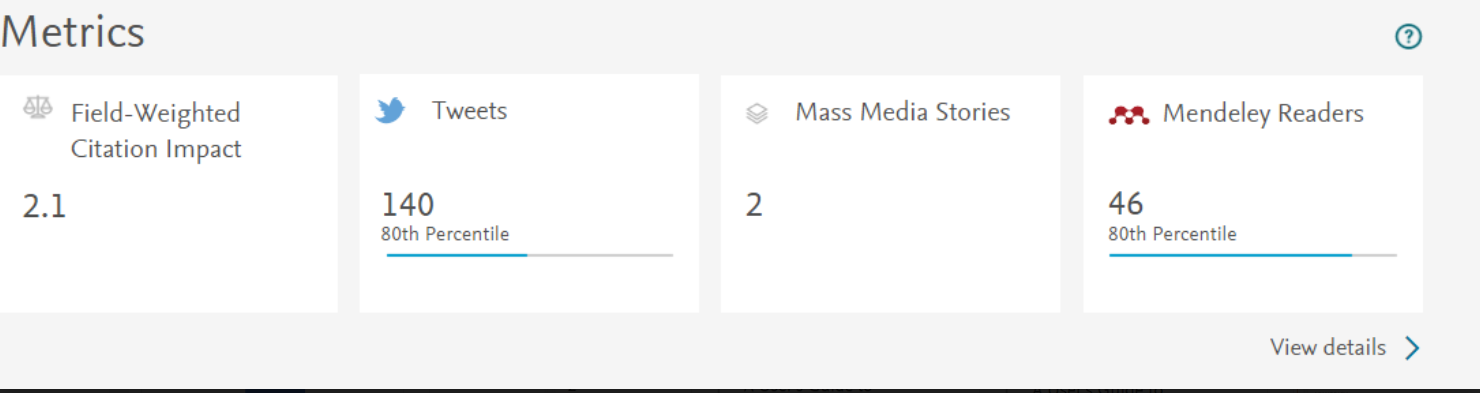 Metrics
?
Field-Weighted
Citation Impact
2.1
Tweets
140
80th Percentile
Mass Media Stories
2
Mendeley Readers
46
80th Percentile
View details